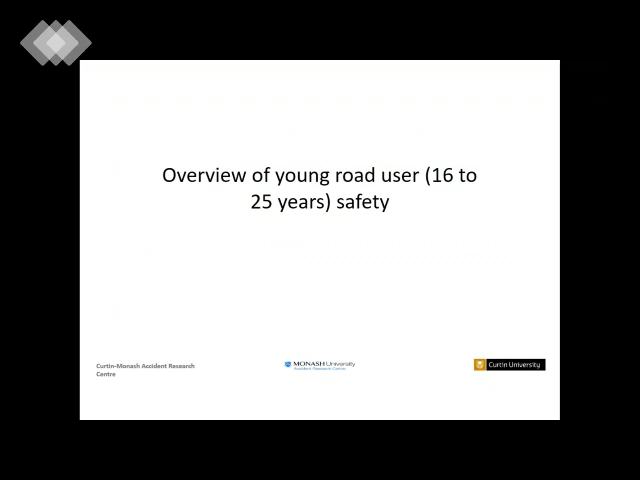 Overview of young road user (16 to
25 years) safety
Curtin-Monash Accident Research
Centre
MONASH University
Accident Research Centre
Curtin University